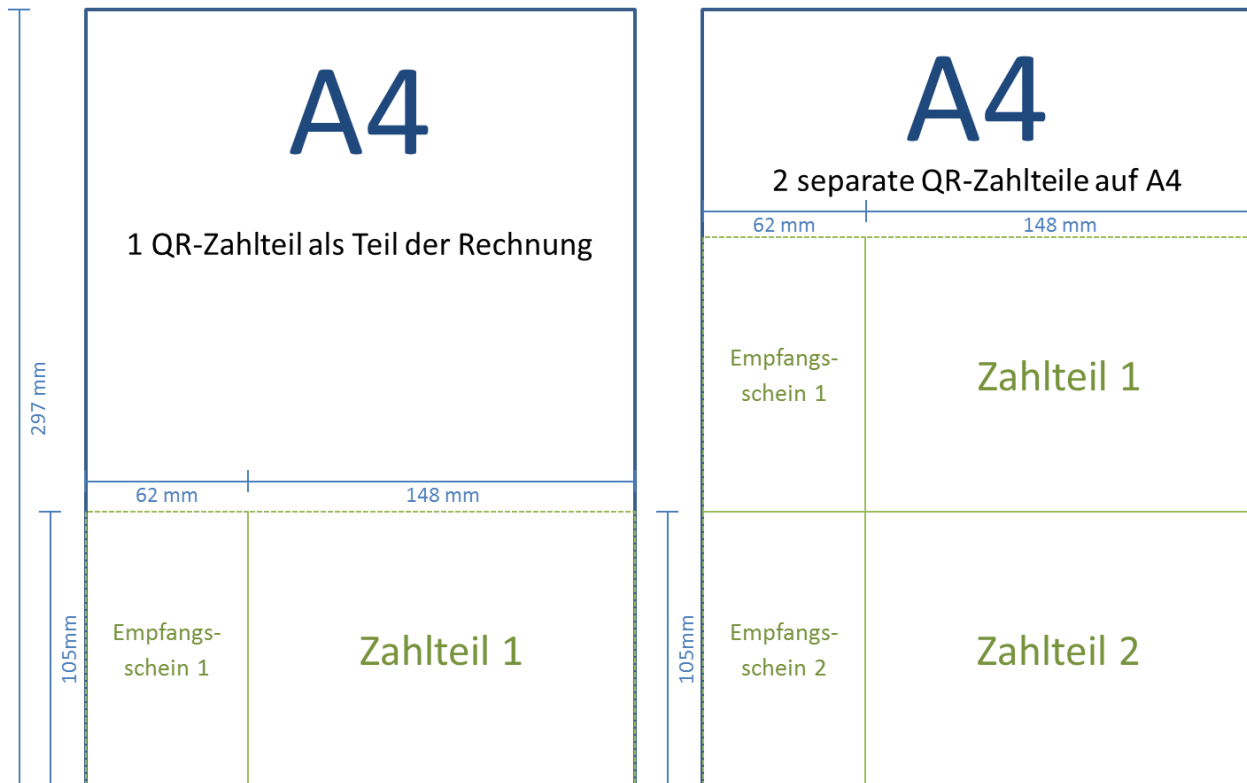 A4
1 QR-Zahlteil als Teil der Rechnung
297 mm
62 mm
148 mm
105mm
Empfangs-
schein 1
Zahlteil 1
A4
2 separate QR-Zahlteile auf A4
62 mm
148 mm
Empfangs-
schein 1
Zahlteil 1
105mm
Empfangs-
schein 2
Zahlteil 2